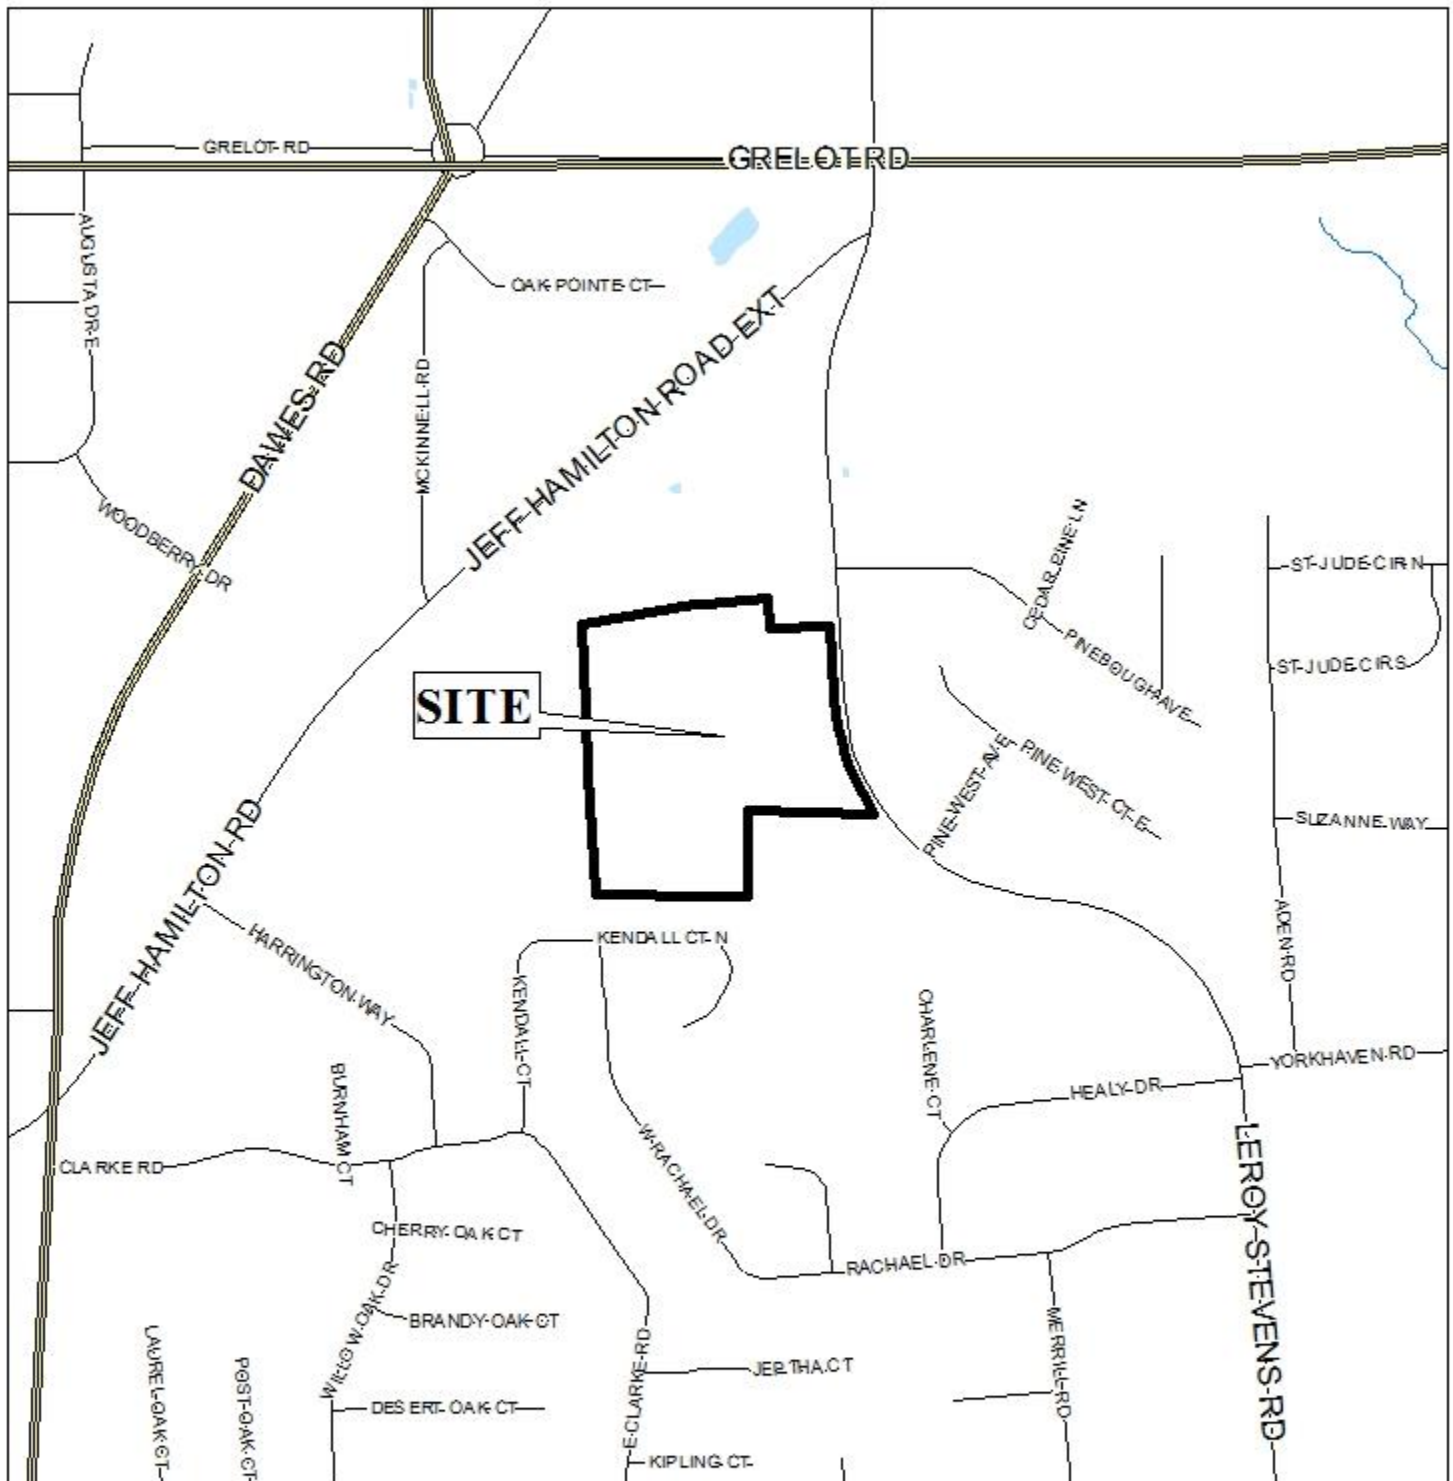 GRELOT RD
GRELOT RD
AUGUSTA DR E
OAK POINTE CT
DAWES RD
MCKINNELL RD
JEFF HAMILTON ROAD EXT
WOODBERRY DR
CEDAR PINE LN
ST JUDE CIR N
PINEBOUGH AVE
ST JUDE CIR S
SITE
PINE WEST AVE
PINE WEST CT E
SUZANNE WAY
JEFF HAMILTON RD
HARRINGTON WAY
KENDALL CT N
ADEN RD
KENDALL CT
CHARLENE CT
YORKHAVEN RD
BURNHAM CT
HEALY DR
CLARKE RD
W RACHAEL DR
LEROY STEVENS RD
CHERRY OAK CT
RACHAEL DR
WILLOW OAK DR
BRANDY OAK CT
LAUREL OAK CT
POST OAK CT
E CLARKE RD
JEPTHA CT
MERRILL RD
DESERT OAK CT
KIPLING CT